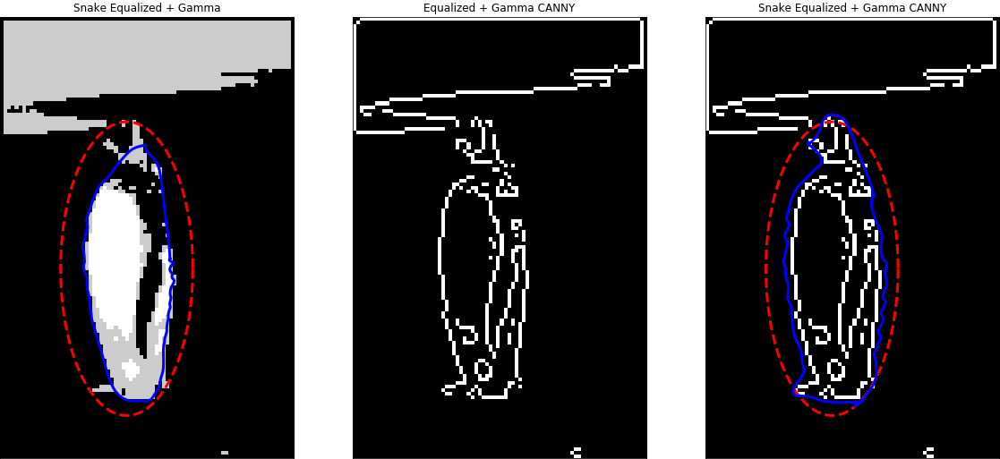 Snake Equalized + Gamma
Equalized + Gamma CANNY
Snake Equalized + Gamma CANNY